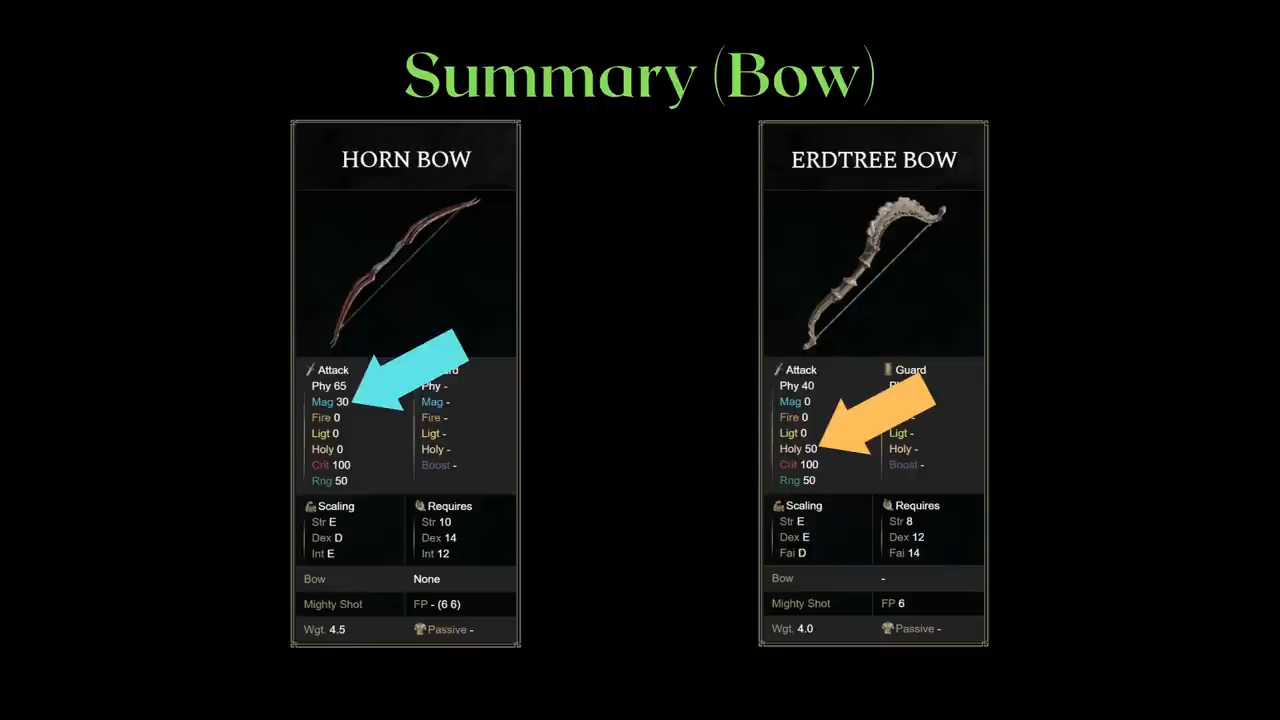 Summary (Bow)
HORN BOW
Attack
Phy 65 Phy -
Mag 30 Mag -
Fire 0 Fire -
Ligt 0 Ligt -
Holy 0 Holy -
Crit 100 Boost -
Rng 50
Scaling Requires
Str E Str 10
Dex D Dex 14
Int E Int 12
Bow None
Mighty Shot FP - (6 6)
Wgt. 4.5 Passive -
ERDTREE BOW
Attack Guard
Phy 40
Mag 0
Fire 0
Ligt 0 Ligt -
Holy 50 Holy -
Crit 100 Boost -
Rng 50
Scaling Requires
Str E Str 8
Dex E Dex 12
Fai D Fai 14
Bow -
Mighty Shot FP 6
Wgt. 4.0 Passive -